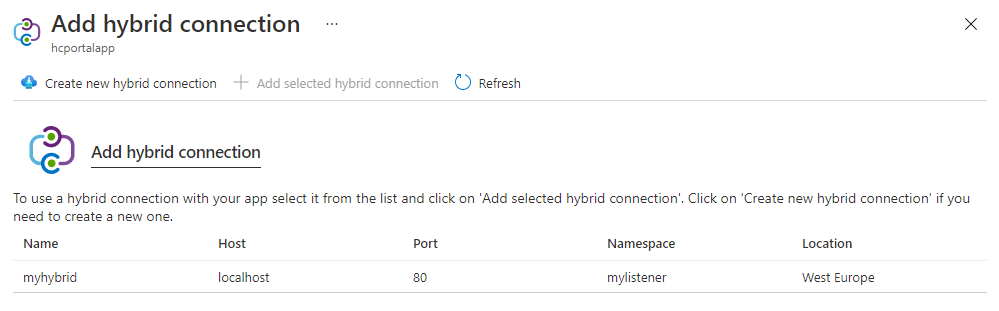 Add hybrid connection ...
hcportalapp
Create new hybrid connection Add selected hybrid connection Refresh
Add hybrid connection
To use a hybrid connection with your app select it from the list and click on 'Add selected hybrid connection'. Click on 'Create new hybrid connection' if you
need to create a new one.
Name Host Port Namespace Location
myhybrid localhost 80 mylistener West Europe